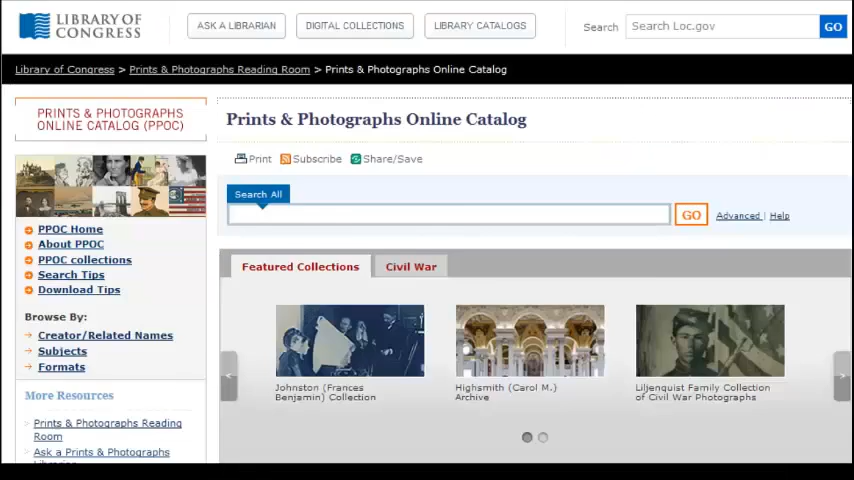 LIBRARY OF
CONGRESS
ASK A LIBRARIAN
DIGITAL COLLECTIONS
LIBRARY CATALOGS
Search
Search Loc.gov
GO
Library of Congress > Prints & Photographs Reading Room > Prints & Photographs Online Catalog
PRINTS & PHOTOGRAPHS
ONLINE CATALOG (PPOC)
PPOC Home
About PPOC
PPOC collections
Search Tips
Download Tips
Browse By:
Creator/Related Names
Subjects
Formats
More Resources
Prints & Photographs Reading
Room
Ask a Prints & Photographs
Prints & Photographs Online Catalog
Print
Subscribe
Share/Save
Search All
GO
Advanced | Help
Featured Collections
Civil War
Johnston (Frances
Benjamin) Collection
Highsmith (Carol M.)
Archive
Liljenquist Family Collection
of Civil War Photographs